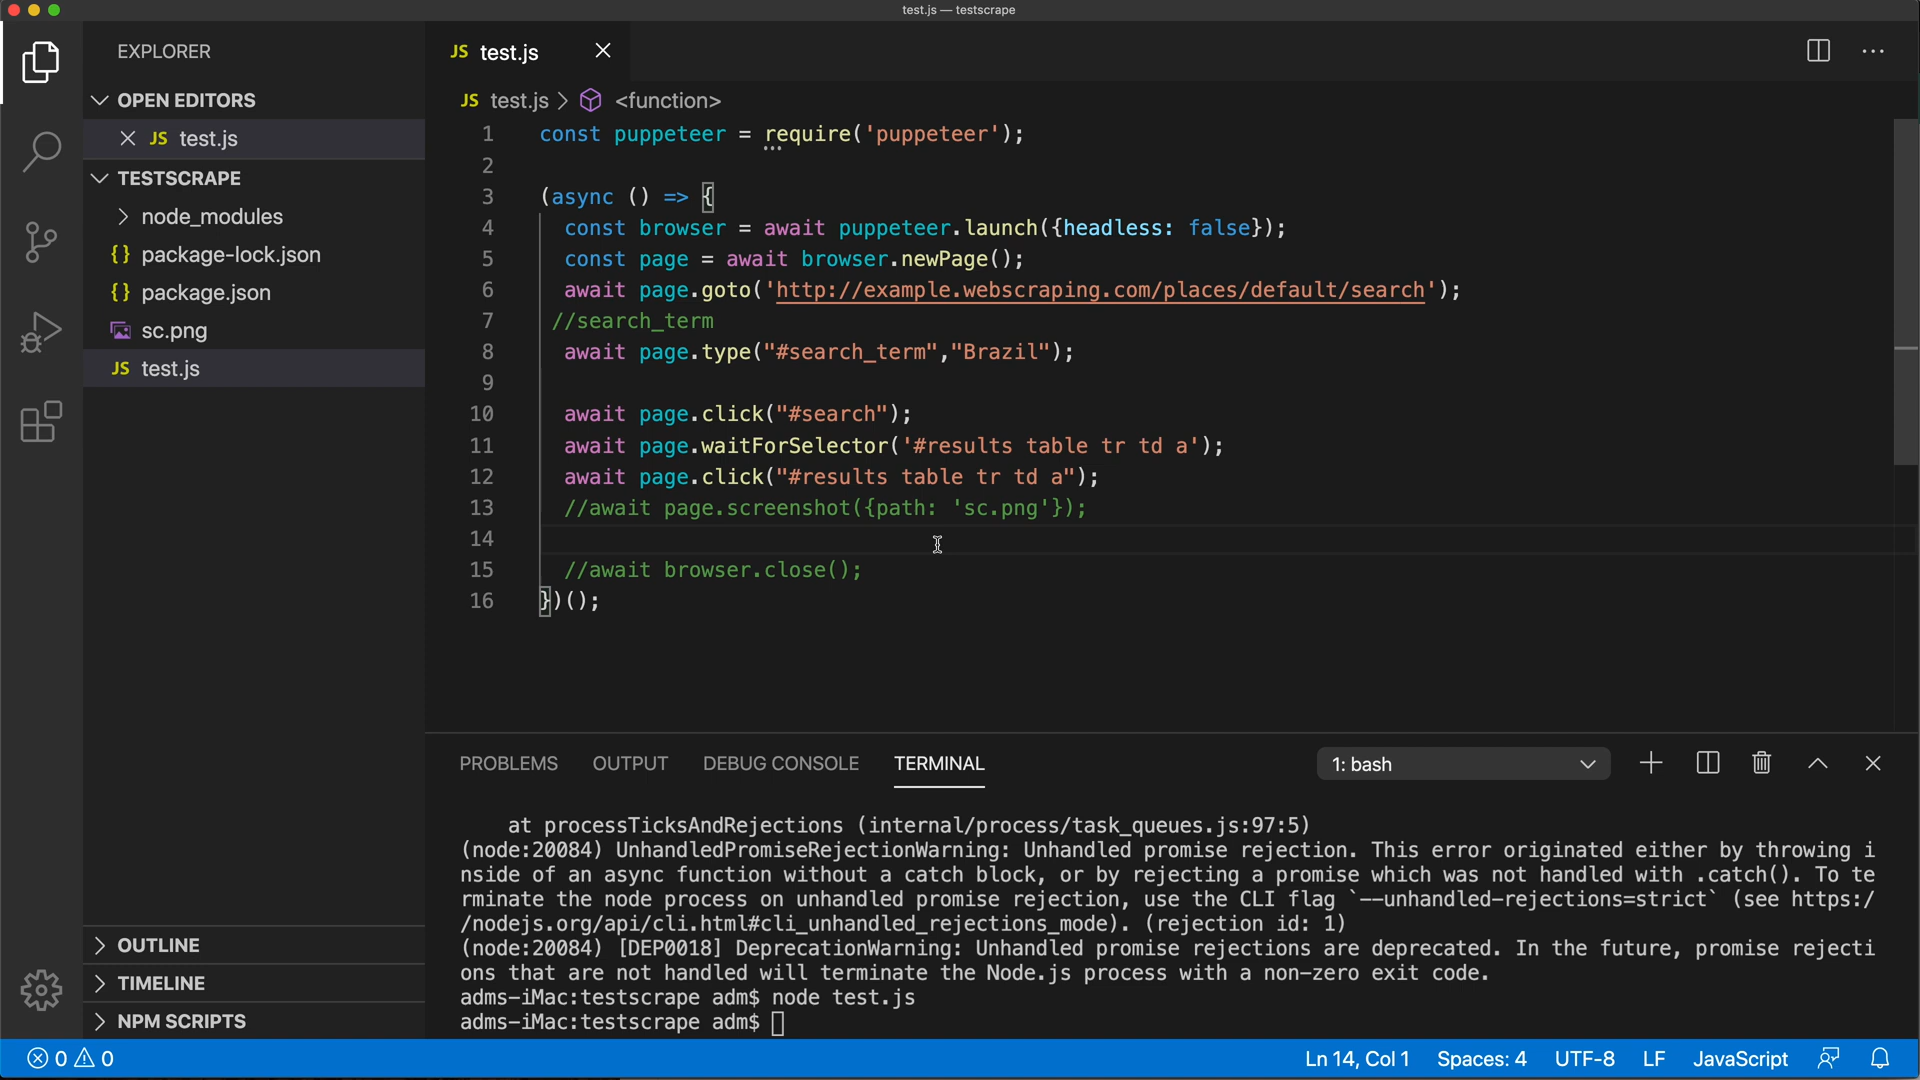 test.js — testscrape
EXPLORER
OPEN EDITORS
JS test.js
TESTSCRAPE
node_modules
{} package-lock.json
{} package.json
sc.png
JS test.js
OUTLINE
TIMELINE
NPM SCRIPTS
JS test.js
JS test.js > <function>
1 const puppeteer = require('puppeteer');
2
3 (async () => {
4 const browser = await puppeteer.launch({headless: false});
5 const page = await browser.newPage();
6 await page.goto('http://example.webscraping.com/places/default/search');
7 //search_term
8 await page.type("#search_term","Brazil");
9
10 await page.click("#search");
11 await page.waitForSelector('#results table tr td a');
12 await page.click("#results table tr td a");
13 //await page.screenshot({path: 'sc.png'});
14
15 //await browser.close();
16 })();
PROBLEMS OUTPUT DEBUG CONSOLE TERMINAL 1: bash
at processTicksAndRejections (internal/process/task_queues.js:97:5)
(node:20084) UnhandledPromiseRejectionWarning: Unhandled promise rejection. This error originated either by throwing i
nside of an async function without a catch block, or by rejecting a promise which was not handled with .catch(). To te
rminate the node process on unhandled promise rejection, use the CLI flag `--unhandled-rejections=strict` (see https:/
/nodejs.org/api/cli.html#cli_unhandled_rejections_mode). (rejection id: 1)
(node:20084) [DEP0018] DeprecationWarning: Unhandled promise rejections are deprecated. In the future, promise rejecti
ons that are not handled will terminate the Node.js process with a non-zero exit code.
adms-iMac:testscrape adm$ node test.js
adms-iMac:testscrape adm$
0 0 Ln 14, Col 1 Spaces: 4 UTF-8 LF JavaScript